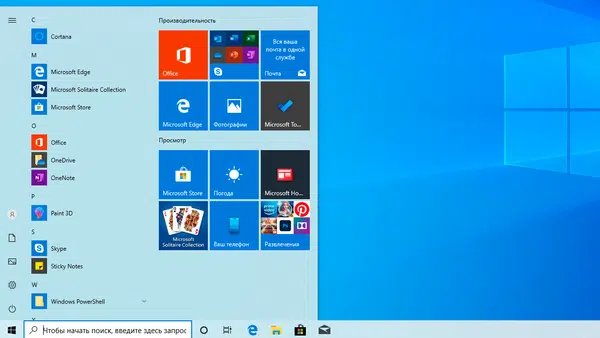 C
Cortana
M
Microsoft Edge
Microsoft Solitaire Collection
Microsoft Store
O
Office
OneDrive
OneNote
P
Paint 3D
S
Skype
Sticky Notes
W
Windows PowerShell
Производительность
Office
Вся ваша
почта в одной
службе
Почта
Microsoft Edge
Фотографии
Microsoft To...
Просмотр
Microsoft Store
Погода
Microsoft Ho...
Microsoft
Solitaire Collection
Ваш телефон
Развлечения
Чтобы начать поиск, введите здесь запрос